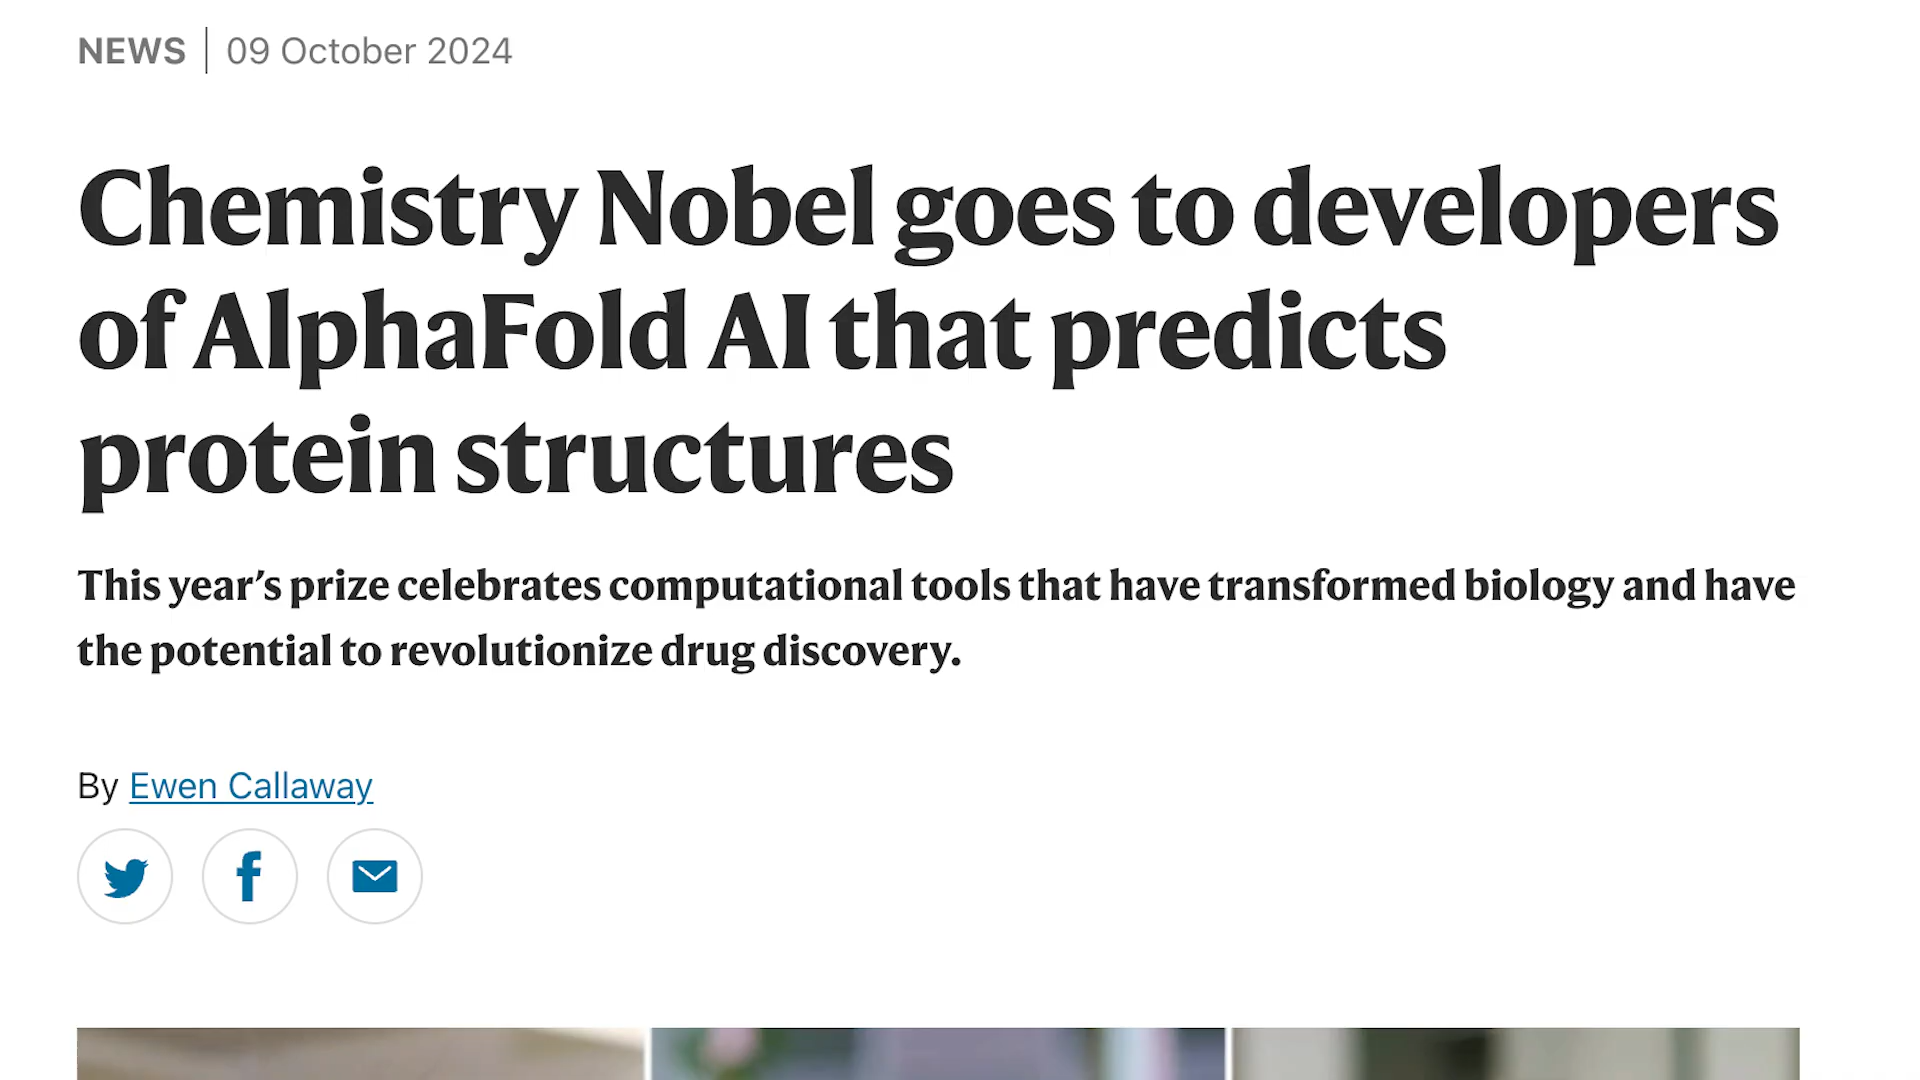 NEWS | 09 October 2024
Chemistry Nobel goes to developers
of AlphaFold AI that predicts
protein structures
This year’s prize celebrates computational tools that have transformed biology and have
the potential to revolutionize drug discovery.
By Ewen Callaway